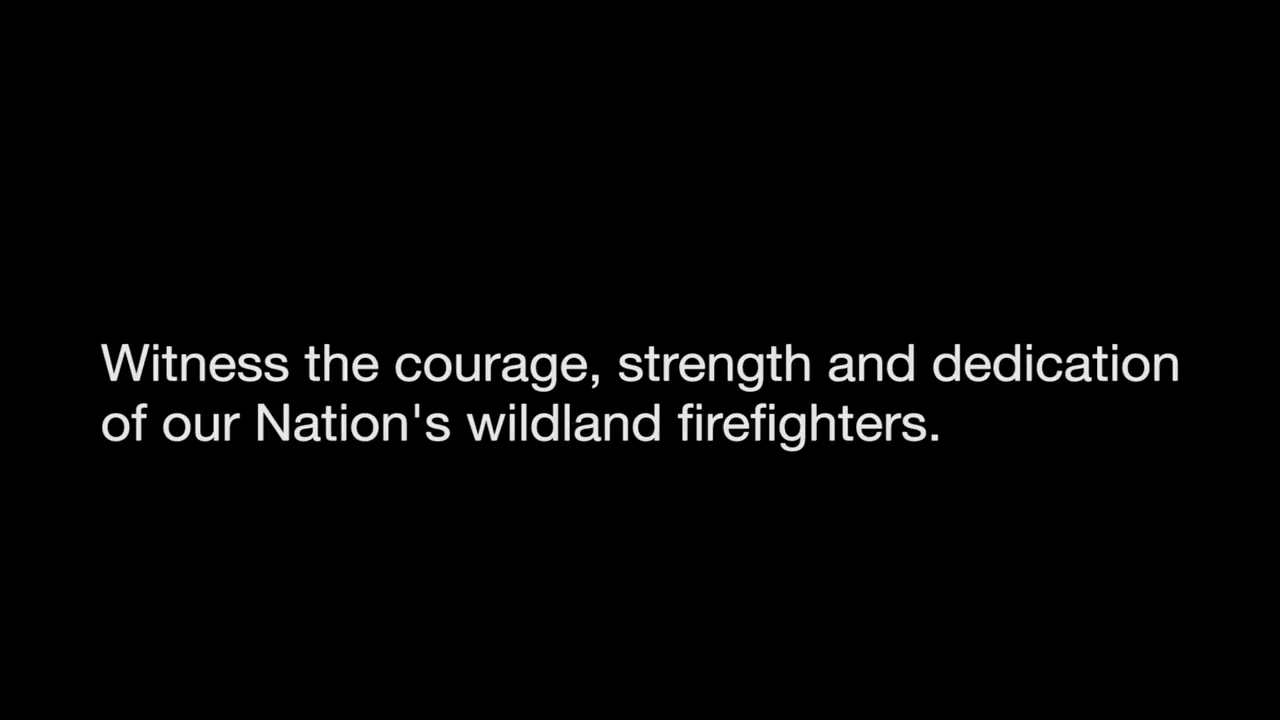 Witness the courage, strength and dedication
of our Nation's wildland firefighters.